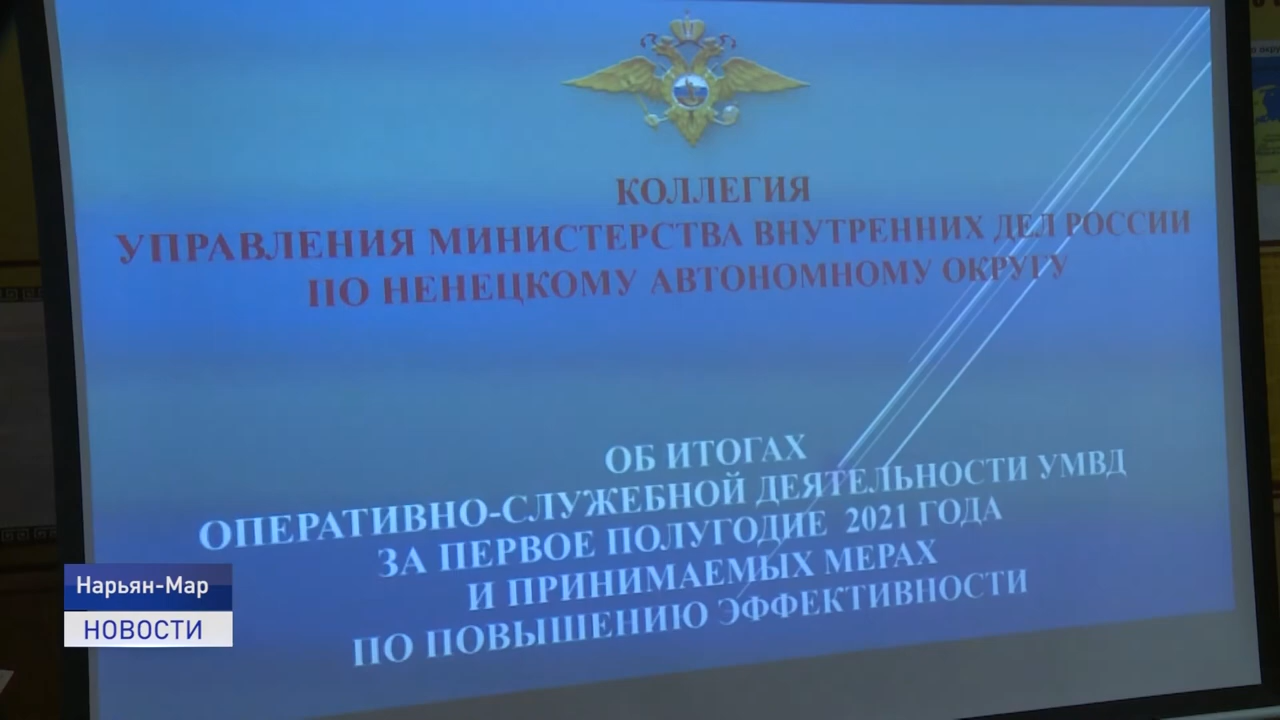 КОЛЛЕГИЯ
УПРАВЛЕНИЯ МИНИСТЕРСТВА ВНУТРЕННИХ ДЕЛ РОССИИ
ПО НЕНЕЦКОМУ АВТОНОМНОМУ ОКРУГУ
ОБ ИТОГАХ
ОПЕРАТИВНО-СЛУЖЕБНОЙ ДЕЯТЕЛЬНОСТИ УМВД
ЗА ПЕРВОЕ ПОЛУГОДИЕ 2021 ГОДА
И ПРИНИМАЕМЫХ МЕРАХ
ПО ПОВЫШЕНИЮ ЭФФЕКТИВНОСТИ
Нарьян-Мар
НОВОСТИ